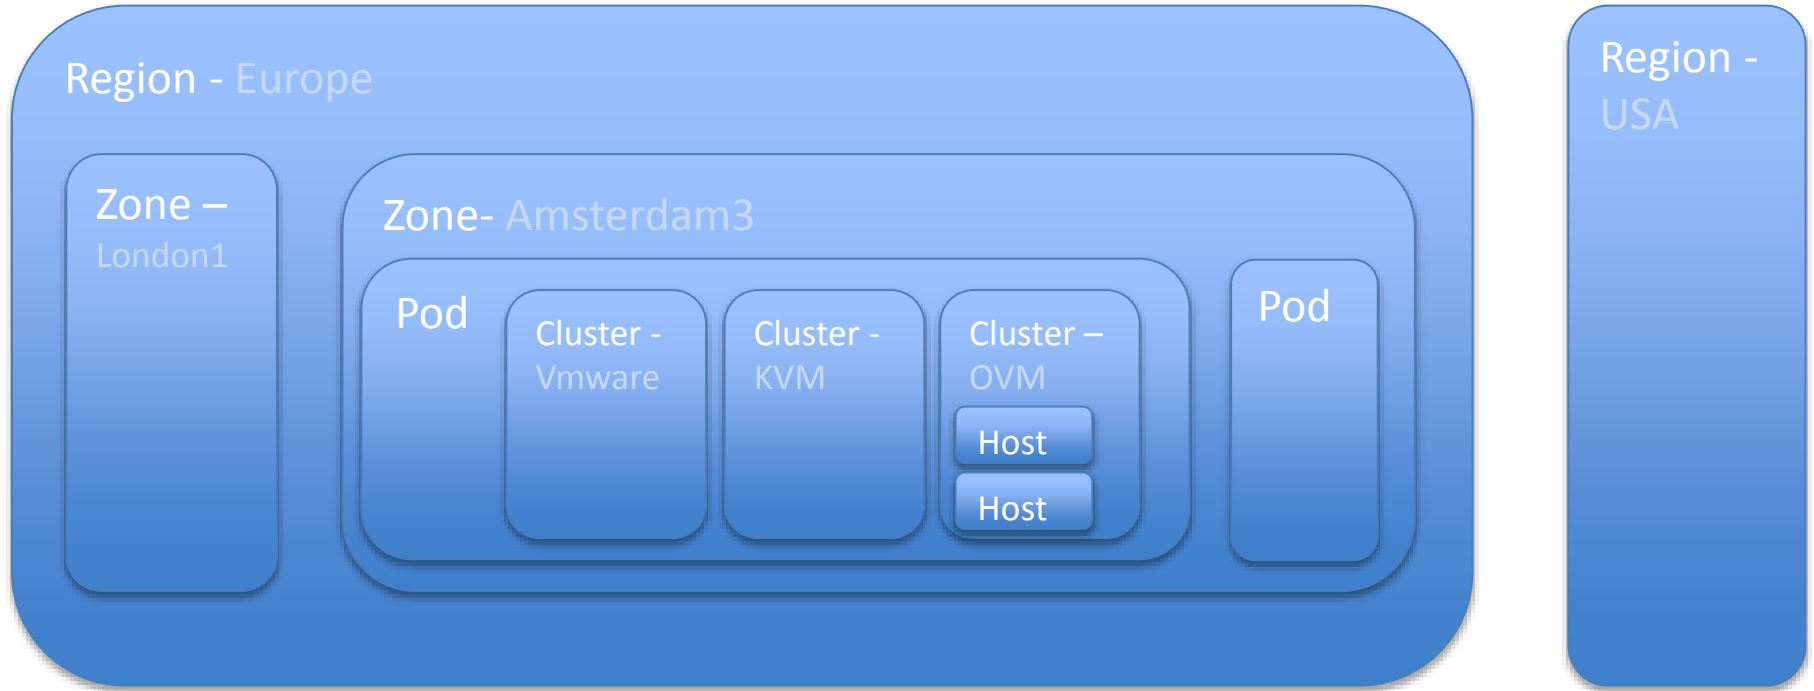 Region - Europe
Zone –
London1
Zone- Amsterdam3
Pod
Cluster -
Vmware
Cluster -
KVM
Cluster –
OVM
Host
Host
Pod
Region -
USA